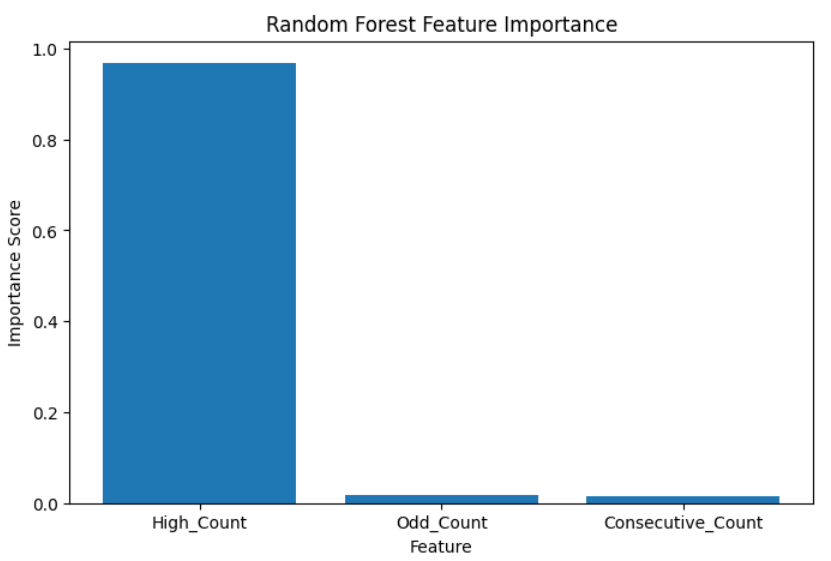 Random Forest Feature Importance
1.0
0.8
0.6
0.4
0.2
0.0
Importance Score
High_Count Odd_Count Consecutive_Count
Feature